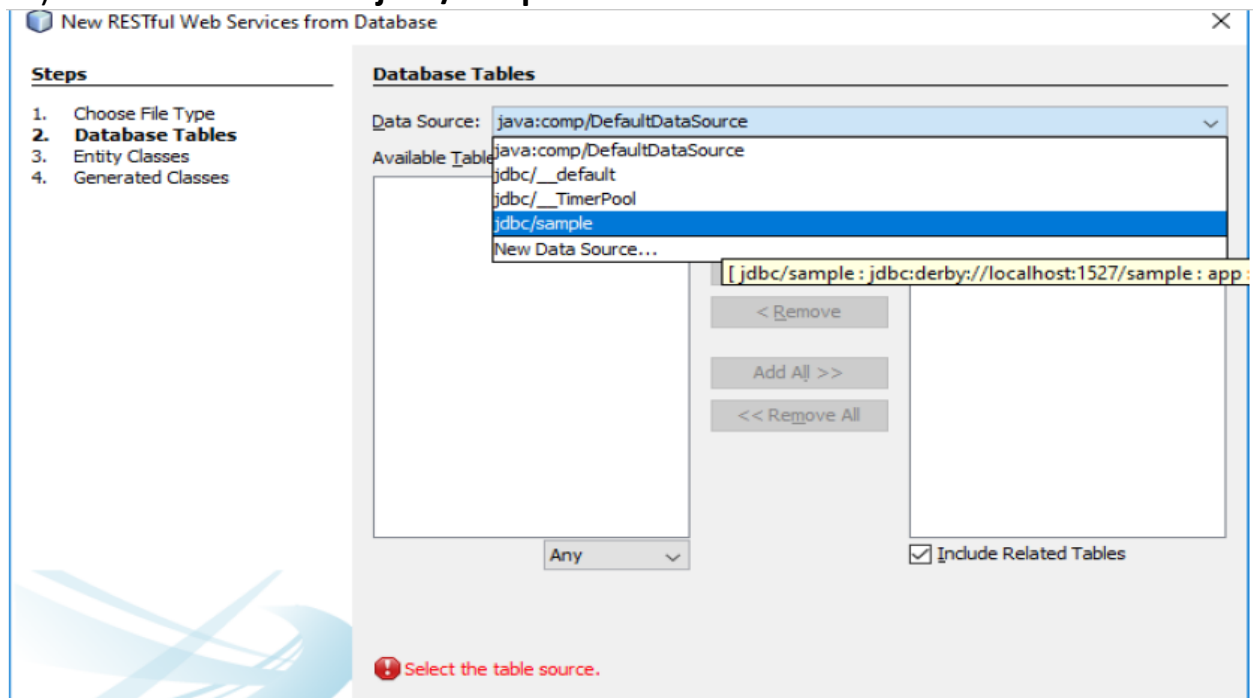 New RESTful Web Services from Database
Steps
1. Choose File Type
2. Database Tables
3. Entity Classes
4. Generated Classes
Database Tables
Data Source: java:comp/DefaultDataSource
Available Table
java:comp/DefaultDataSource
jdbc/__default
jdbc/__TimerPool
jdbc/sample
New Data Source...
[ jdbc/sample : jdbc:derby://localhost:1527/sample : app :
< Remove
Add All >>
<< Remove All
Any
Include Related Tables
Select the table source.